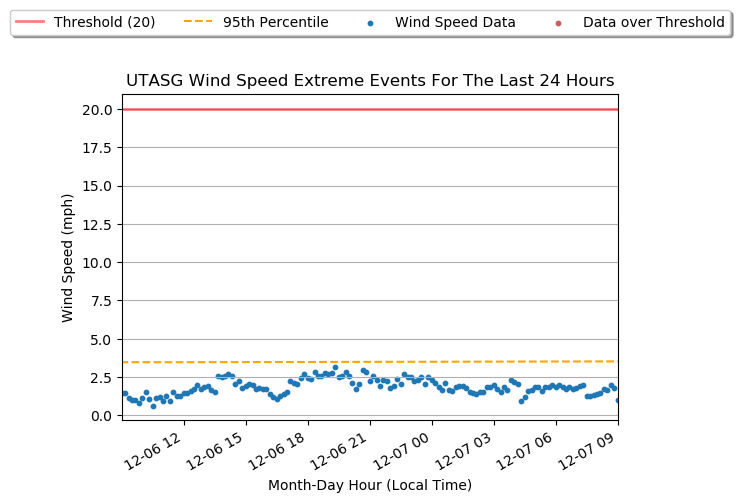 Threshold (20) 95th Percentile Wind Speed Data Data over Threshold
UTASG Wind Speed Extreme Events For The Last 24 Hours
20.0
17.5
15.0
12.5
10.0
7.5
5.0
2.5
0.0
Wind Speed (mph)
12-06 12 12-06 15 12-06 18 12-06 21 12-07 00 12-07 03 12-07 06 12-07 09
Month-Day Hour (Local Time)